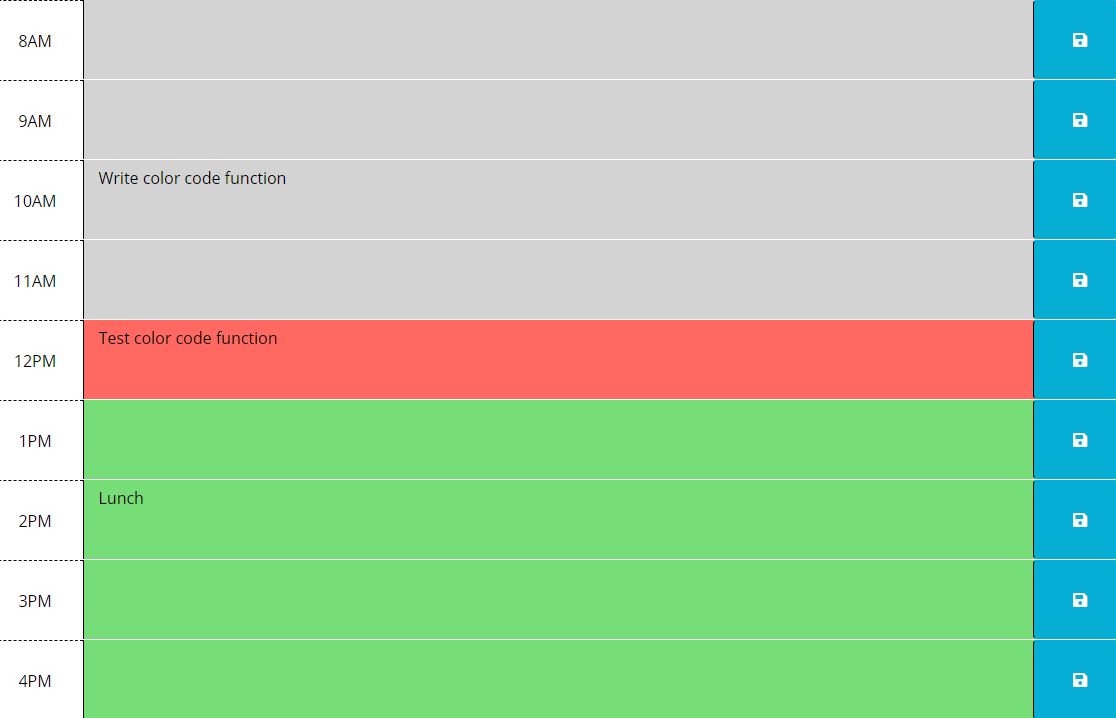 8AM
9AM
10AM Write color code function
11AM
12PM Test color code function
1PM
2PM Lunch
3PM
4PM